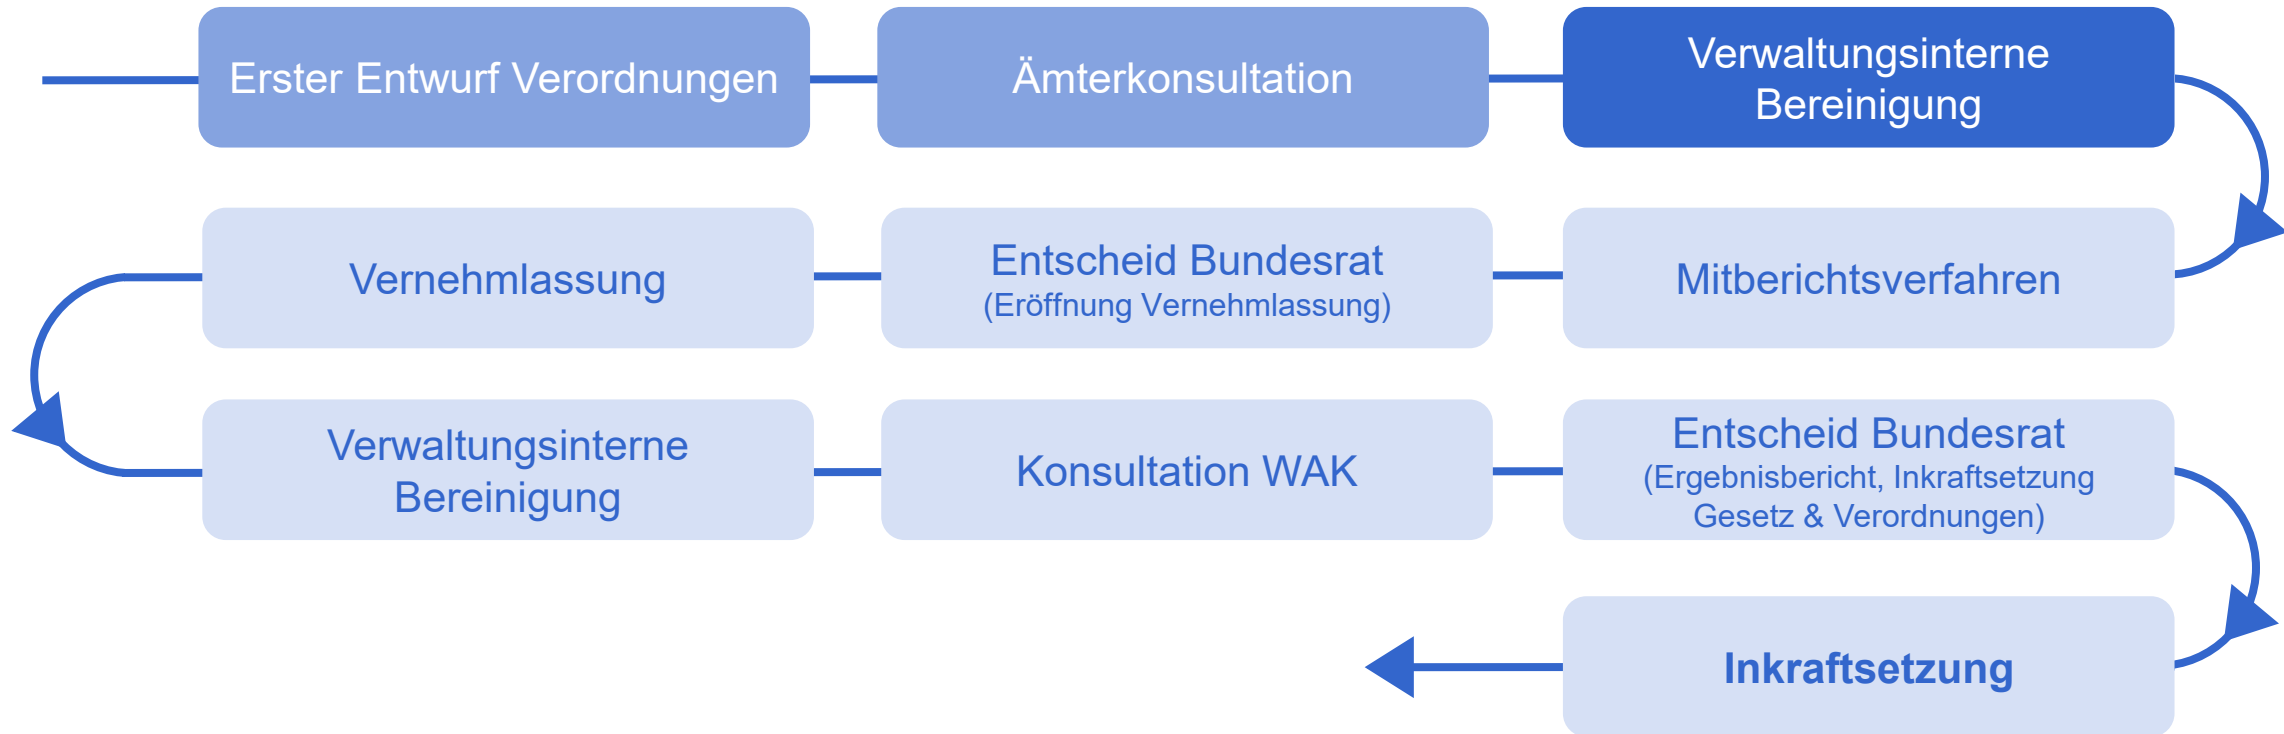 Erster Entwurf Verordnungen
Ämterkonsultation
Verwaltungsinterne
Bereinigung
Mitberichtsverfahren
Entscheid Bundesrat
(Eröffnung Vernehmlassung)
Vernehmlassung
Verwaltungsinterne
Bereinigung
Konsultation WAK
Entscheid Bundesrat
(Ergebnisbericht, Inkraftsetzung
Gesetz & Verordnungen)
Inkraftsetzung